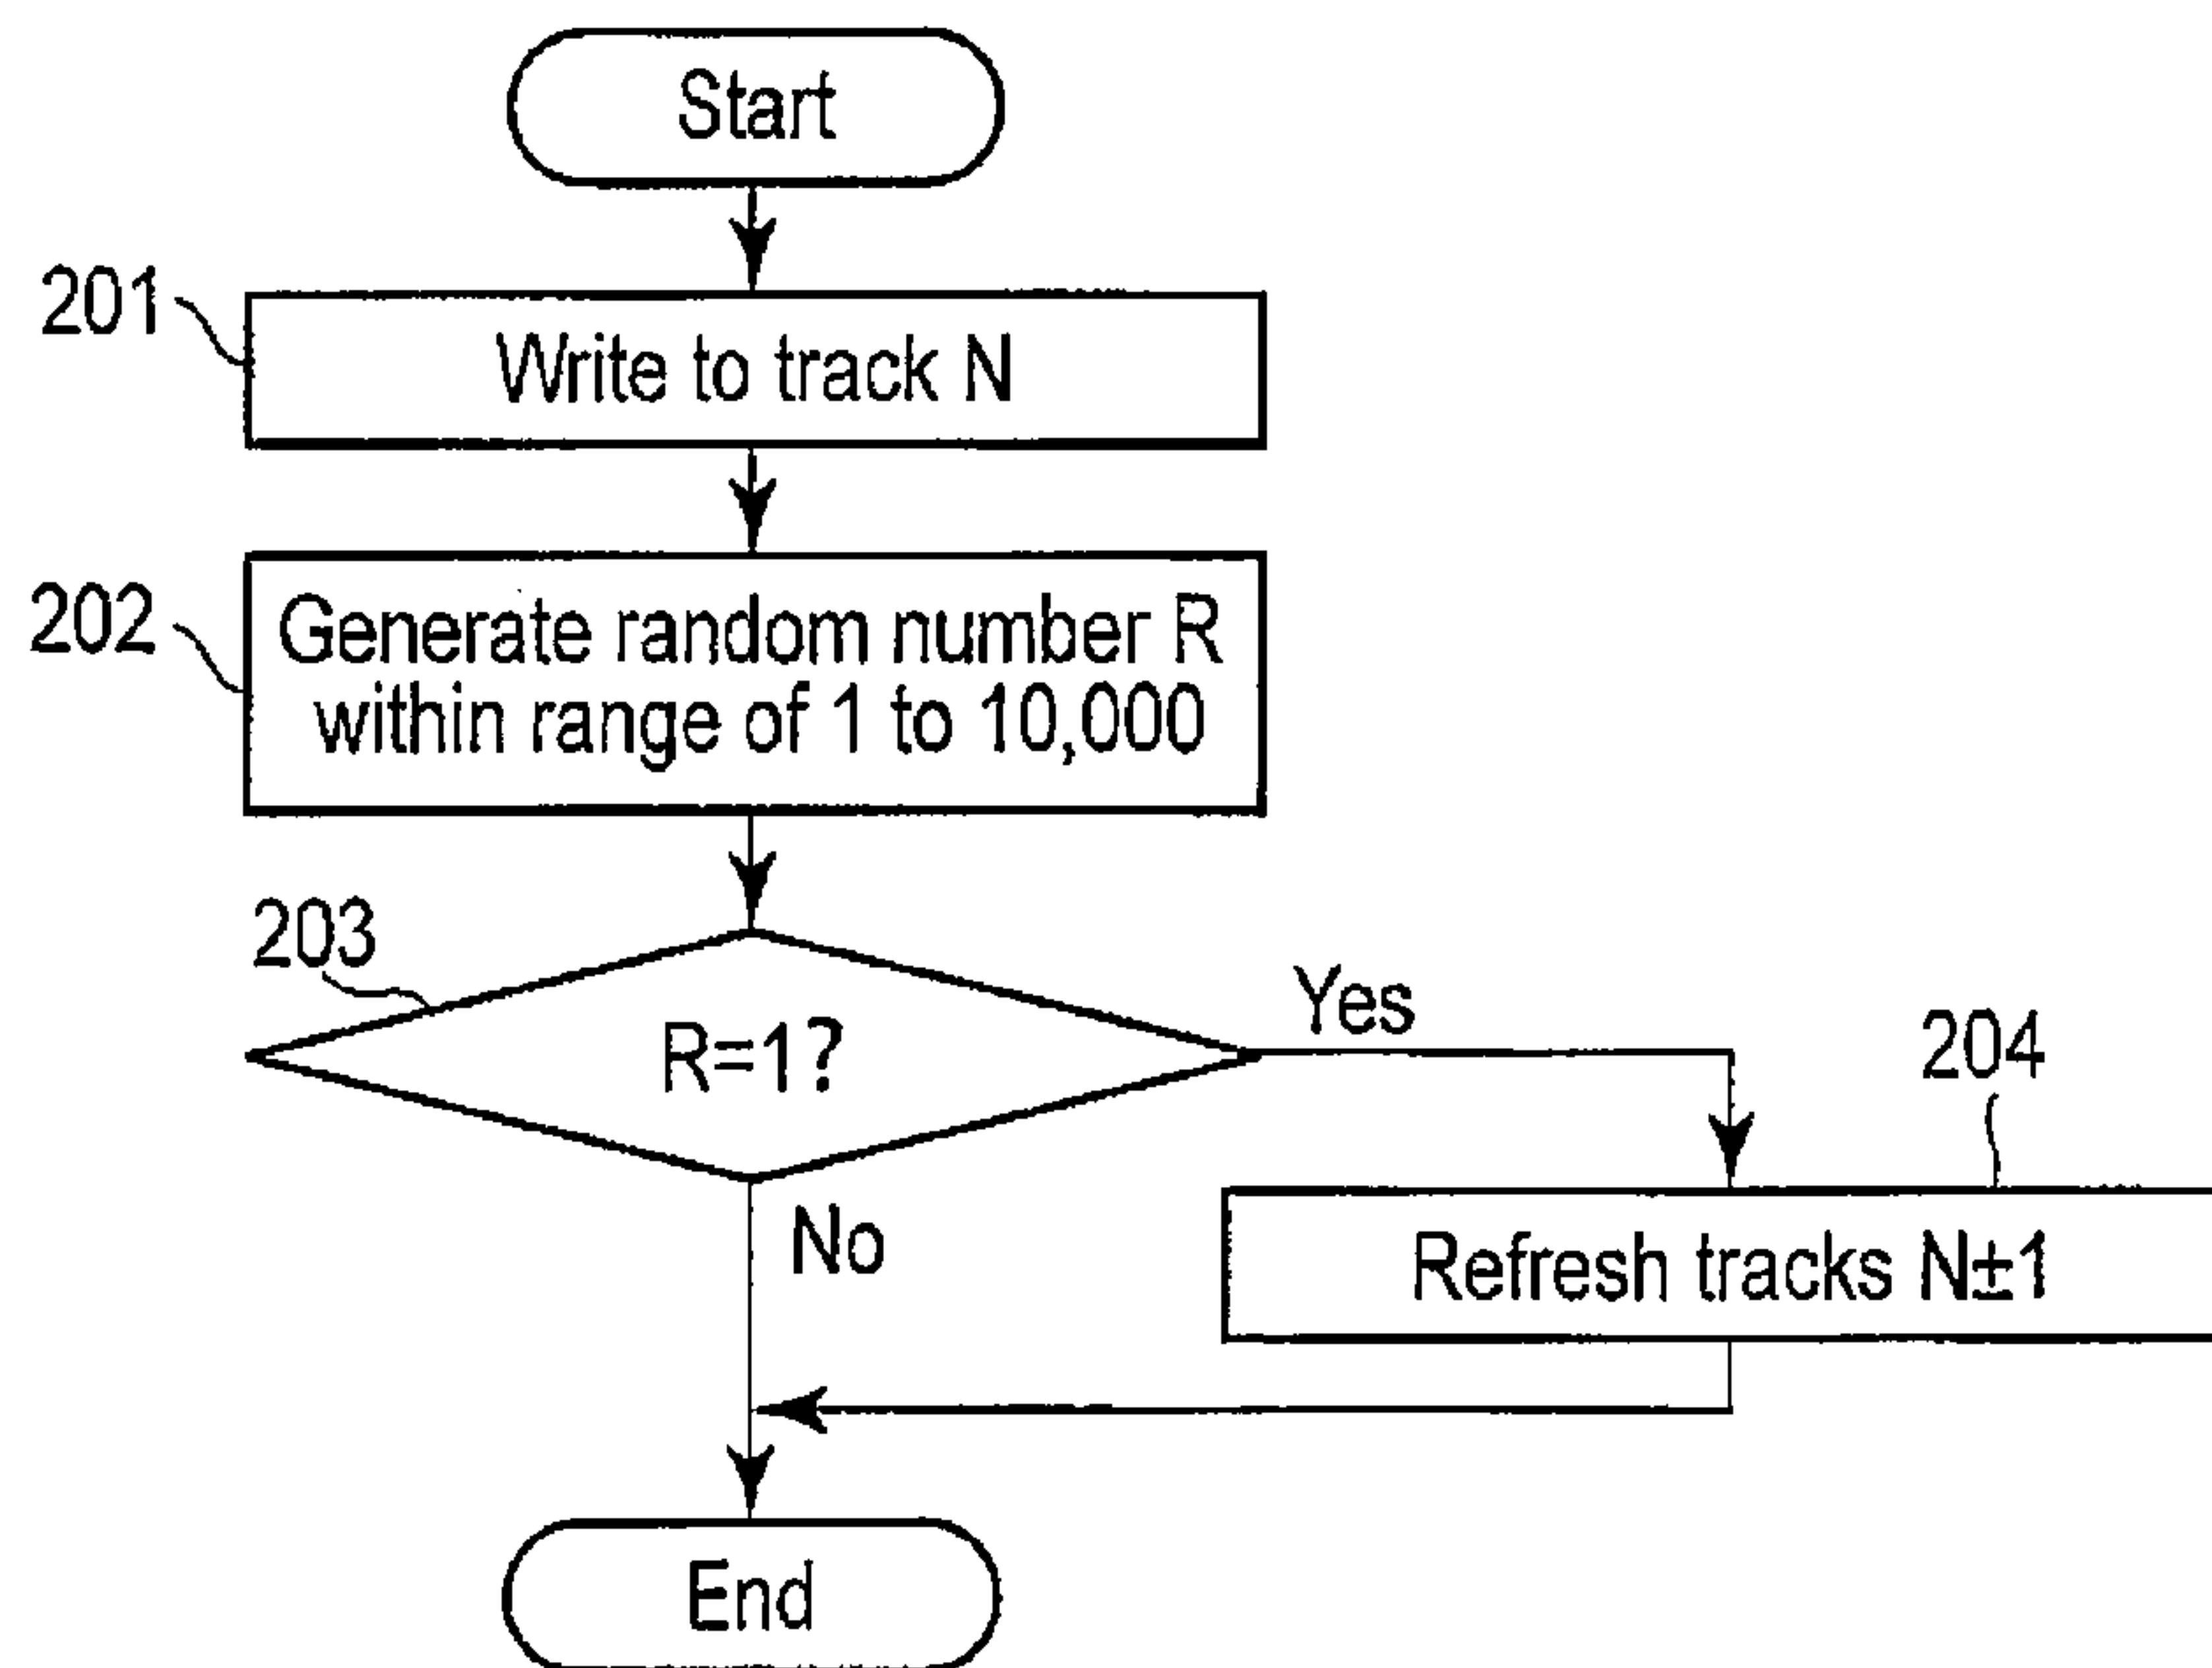 Start
201
Write to track N
202
Generate random number R
within range of 1 to 10,000
203
R=1?
Yes
204
No
Refresh tracks N±1
End